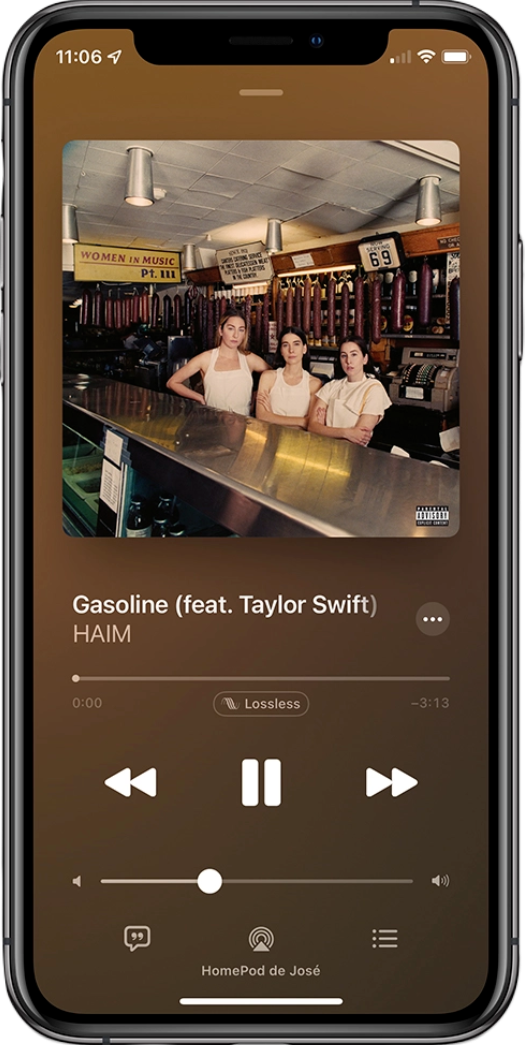 11:06
WOMEN IN MUSIC
Pt. III
NOW
SERVING
69
PARENTAL
ADVISORY
EXPLICIT CONTENT
Gasoline (feat. Taylor Swift)
HAIM
0:00
Lossless
−3:13
HomePod de José